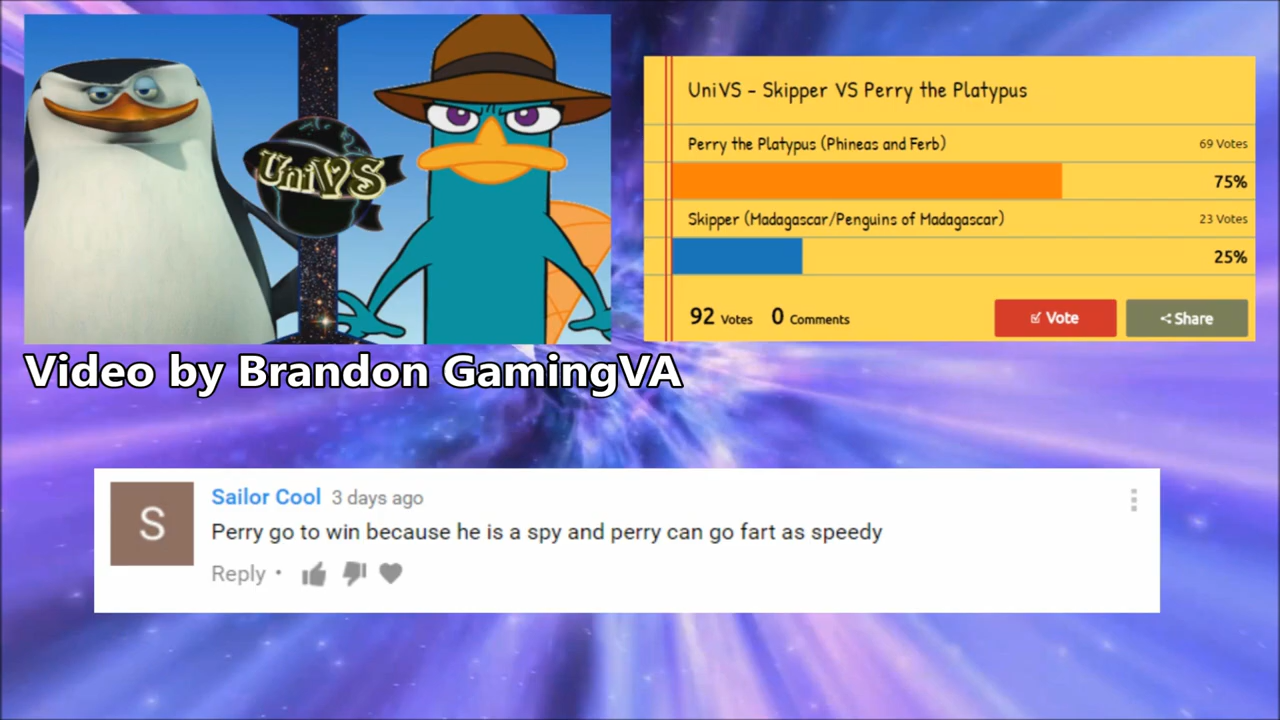 UniVS
UniVS - Skipper VS Perry the Platypus
Perry the Platypus (Phineas and Ferb) 69 Votes
75%
Skipper (Madagascar/Penguins of Madagascar) 23 Votes
25%
92 Votes 0 Comments Vote Share
Video by Brandon GamingVA
S
Sailor Cool 3 days ago
Perry go to win because he is a spy and perry can go fart as speedy
Reply •